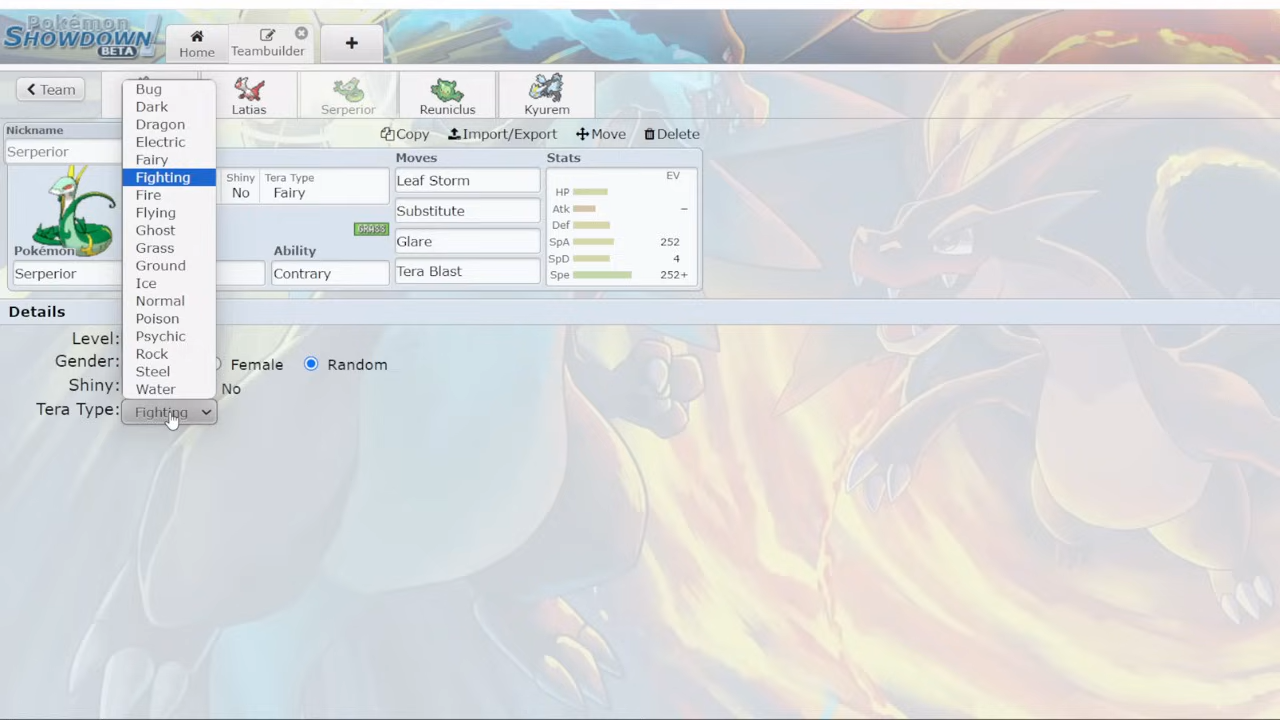 Pokémon
SHOWDOWN
BETA
Home
Teambuilder
Team
Latias
Serperior
Reuniclus
Kyurem
Nickname
Serperior
Copy
Import/Export
Move
Delete
Bug
Dark
Dragon
Electric
Fairy
Fighting
Fire
Flying
Ghost
Grass
Ground
Ice
Normal
Poison
Psychic
Rock
Steel
Water
Shiny
No
Tera Type
Fairy
GRASS
Pokémon
Serperior
Ability
Contrary
Moves
Leaf Storm
Substitute
Glare
Tera Blast
Stats
EV
HP
Atk –
Def
SpA 252
SpD 4
Spe 252+
Details
Level:
Gender: Female Random
Shiny: No
Tera Type: Fighting